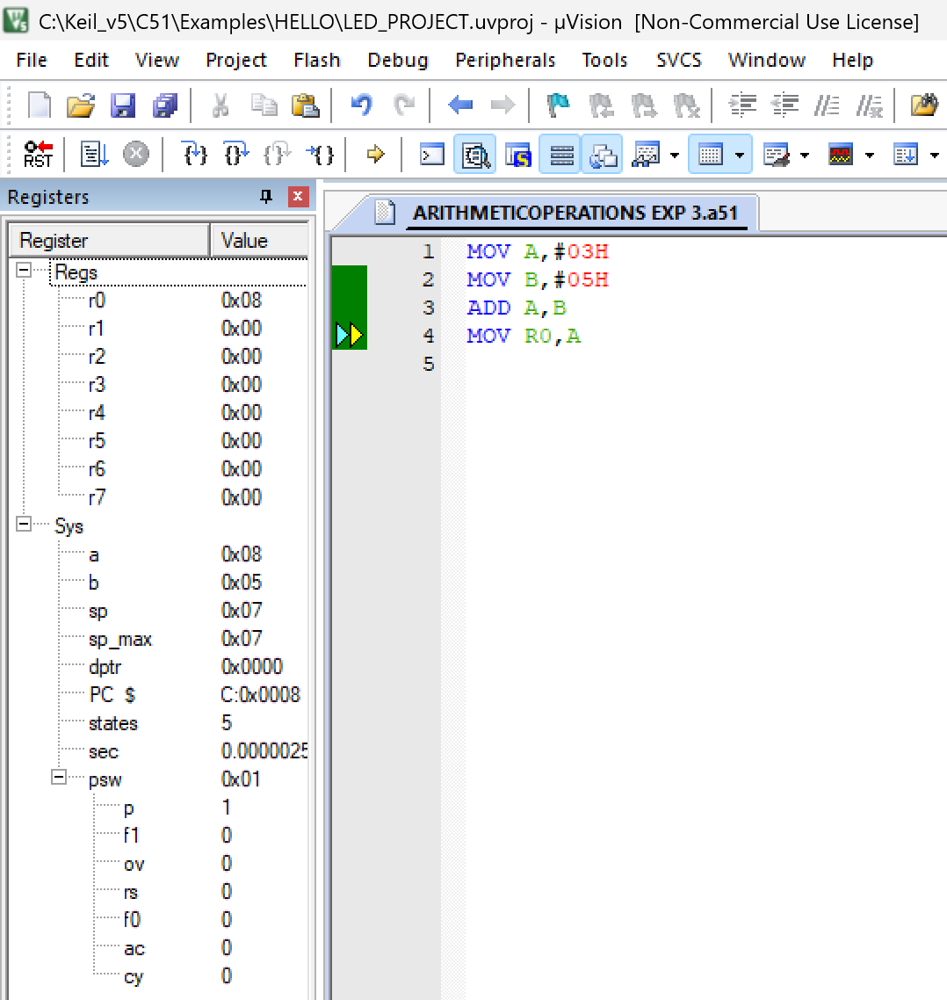 C:\Keil_v5\C51\Examples\HELLO\LED_PROJECT.uvproj - µVision [Non-Commercial Use License]
File Edit View Project Flash Debug Peripherals Tools SVCS Window Help
RST
Registers
Register Value
Regs
r0 0x08
r1 0x00
r2 0x00
r3 0x00
r4 0x00
r5 0x00
r6 0x00
r7 0x00
Sys
a 0x08
b 0x05
sp 0x07
sp_max 0x07
dptr 0x0000
PC $ C:0x0008
states 5
sec 0.0000025
psw 0x01
p 1
f1 0
ov 0
rs 0
f0 0
ac 0
cy 0
ARITHMETICOPERATIONS EXP 3.a51
1 MOV A,#03H
2 MOV B,#05H
3 ADD A,B
4 MOV R0,A
5